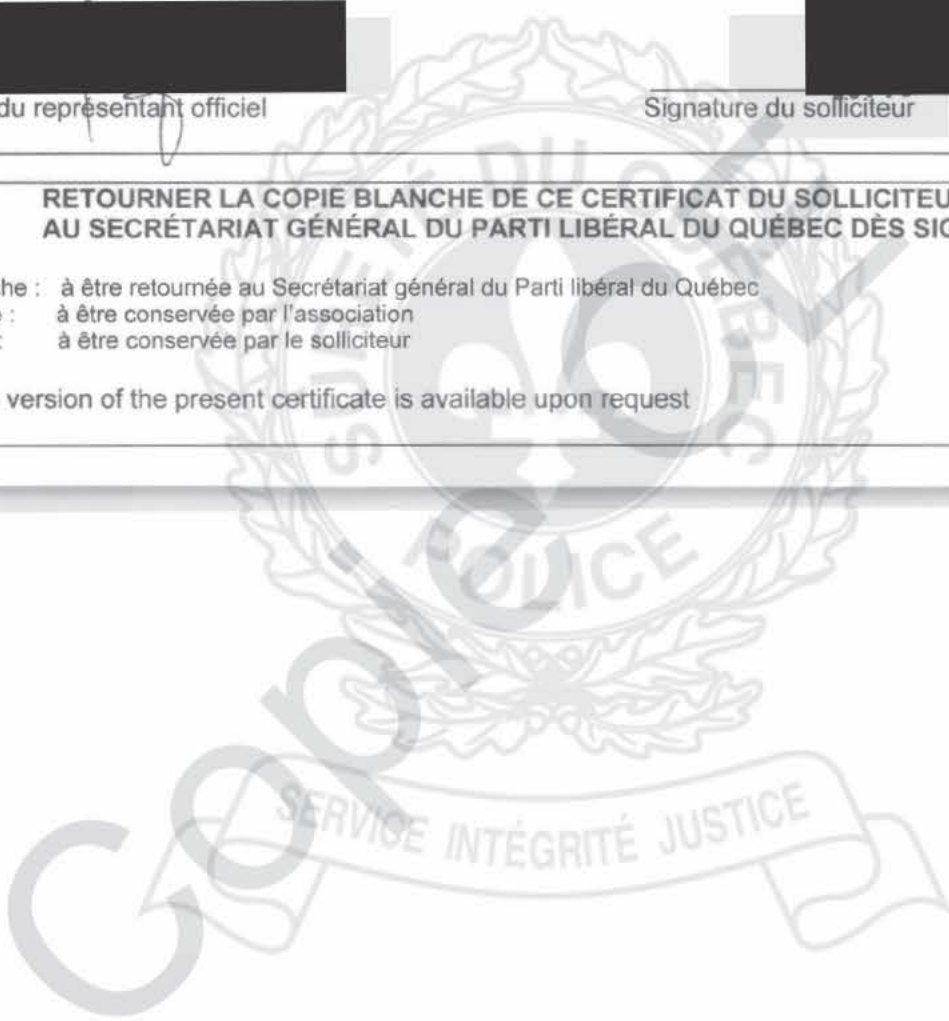 du représentant officiel
Signature du solliciteur
RETOURNER LA COPIE BLANCHE DE CE CERTIFICAT DU SOLLICITEU
AU SECRÉTARIAT GÉNÉRAL DU PARTI LIBÉRAL DU QUÉBEC DÈS SIG
he : à être retournée au Secrétariat général du Parti libéral du Québec
: à être conservée par l'association
: à être conservée par le solliciteur
version of the present certificate is available upon request
SURETÉ DU QUÉBEC
POLICE
SERVICE INTÉGRITÉ JUSTICE
Copie